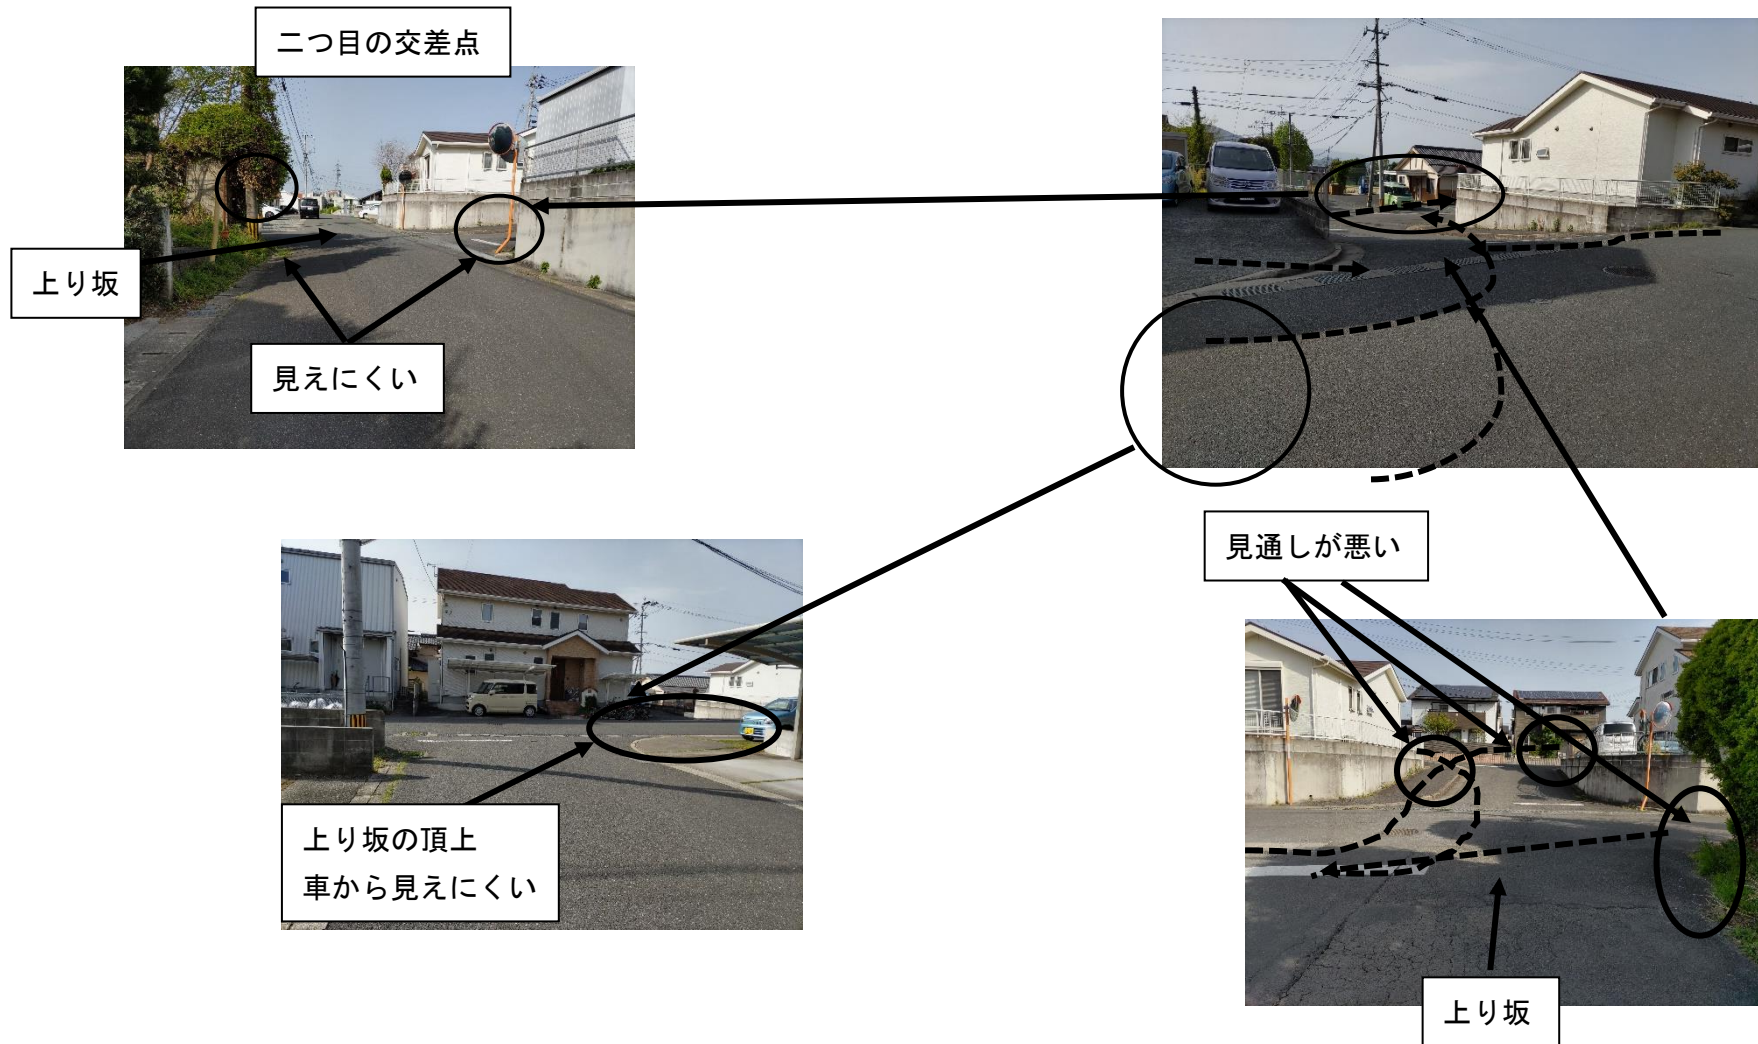 二つ目の交差点
上り坂
見えにくい
見通しが悪い
上り坂の頂上
車から見えにくい
上り坂